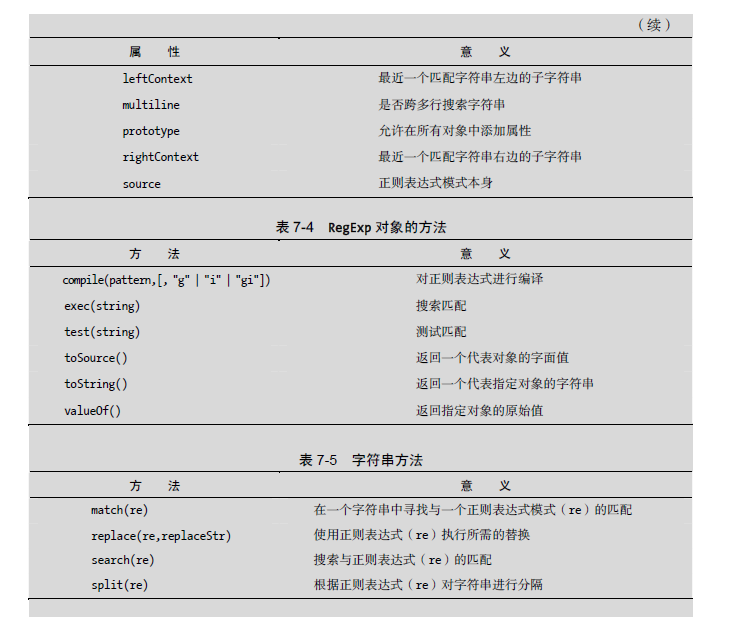 （续）
属 性 意 义
leftContext 最近一个匹配字符串左边的子字符串
multiline 是否跨多行搜索字符串
prototype 允许在所有对象中添加属性
rightContext 最近一个匹配字符串右边的子字符串
source 正则表达式模式本身
表 7-4 RegExp 对象的方法
方 法 意 义
compile(pattern,[, "g" | "i" | "gi"]) 对正则表达式进行编译
exec(string) 搜索匹配
test(string) 测试匹配
toSource() 返回一个代表对象的字面值
toString() 返回一个代表指定对象的字符串
valueOf() 返回指定对象的原始值
表 7-5 字符串方法
方 法 意 义
match(re) 在一个字符串中寻找与一个正则表达式模式（re）的匹配
replace(re,replaceStr) 使用正则表达式（re）执行所需的替换
search(re) 搜索与正则表达式（re）的匹配
split(re) 根据正则表达式（re）对字符串进行分隔